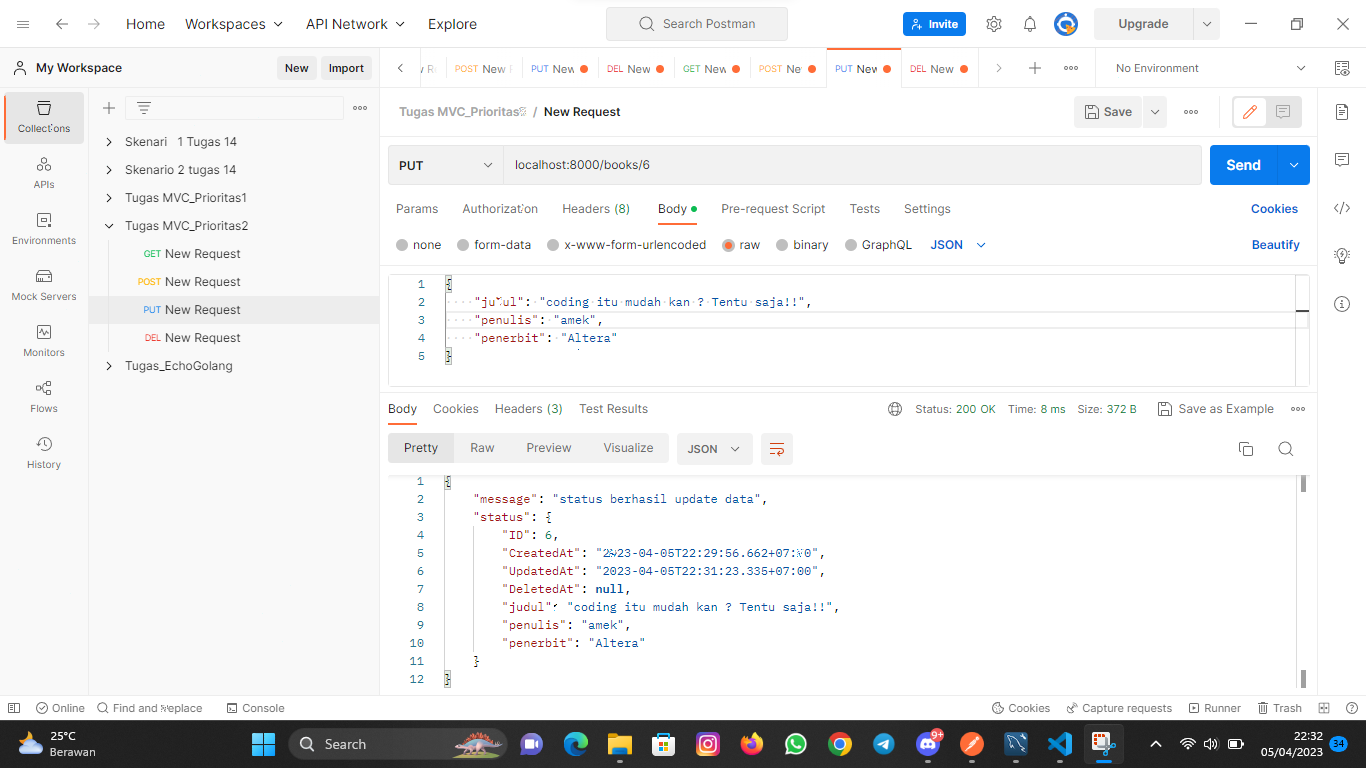 Home Workspaces API Network Explore Search Postman Invite Upgrade
My Workspace New Import POST New PUT New DEL New GET New POST Ne PUT New DEL New No Environment
Collections
APIs
Environments
Mock Servers
Monitors
Flows
History
Skenari 1 Tugas 14
Skenario 2 tugas 14
Tugas MVC_Prioritas1
Tugas MVC_Prioritas2
GET New Request
POST New Request
PUT New Request
DEL New Request
Tugas_EchoGolang
Tugas MVC_Prioritas / New Request Save
PUT localhost:8000/books/6 Send
Params Authorization Headers (8) Body Pre-request Script Tests Settings Cookies
none form-data x-www-form-urlencoded raw binary GraphQL JSON Beautify
1 {
2 "judul": "coding itu mudah kan ? Tentu saja!!",
3 "penulis": "amek",
4 "penerbit": "Altera"
5 }
Body Cookies Headers (3) Test Results Status: 200 OK Time: 8 ms Size: 372 B Save as Example
Pretty Raw Preview Visualize JSON
1 {
2 "message": "status berhasil update data",
3 "status": {
4 "ID": 6,
5 "CreatedAt": "2023-04-05T22:29:56.662+07:00",
6 "UpdatedAt": "2023-04-05T22:31:23.335+07:00",
7 "DeletedAt": null,
8 "judul": "coding itu mudah kan ? Tentu saja!!",
9 "penulis": "amek",
10 "penerbit": "Altera"
11 }
12 }
Online Find and Replace Console Cookies Capture requests Runner Trash
25°C
Berawan
Search
9+
22:32
05/04/2023
34